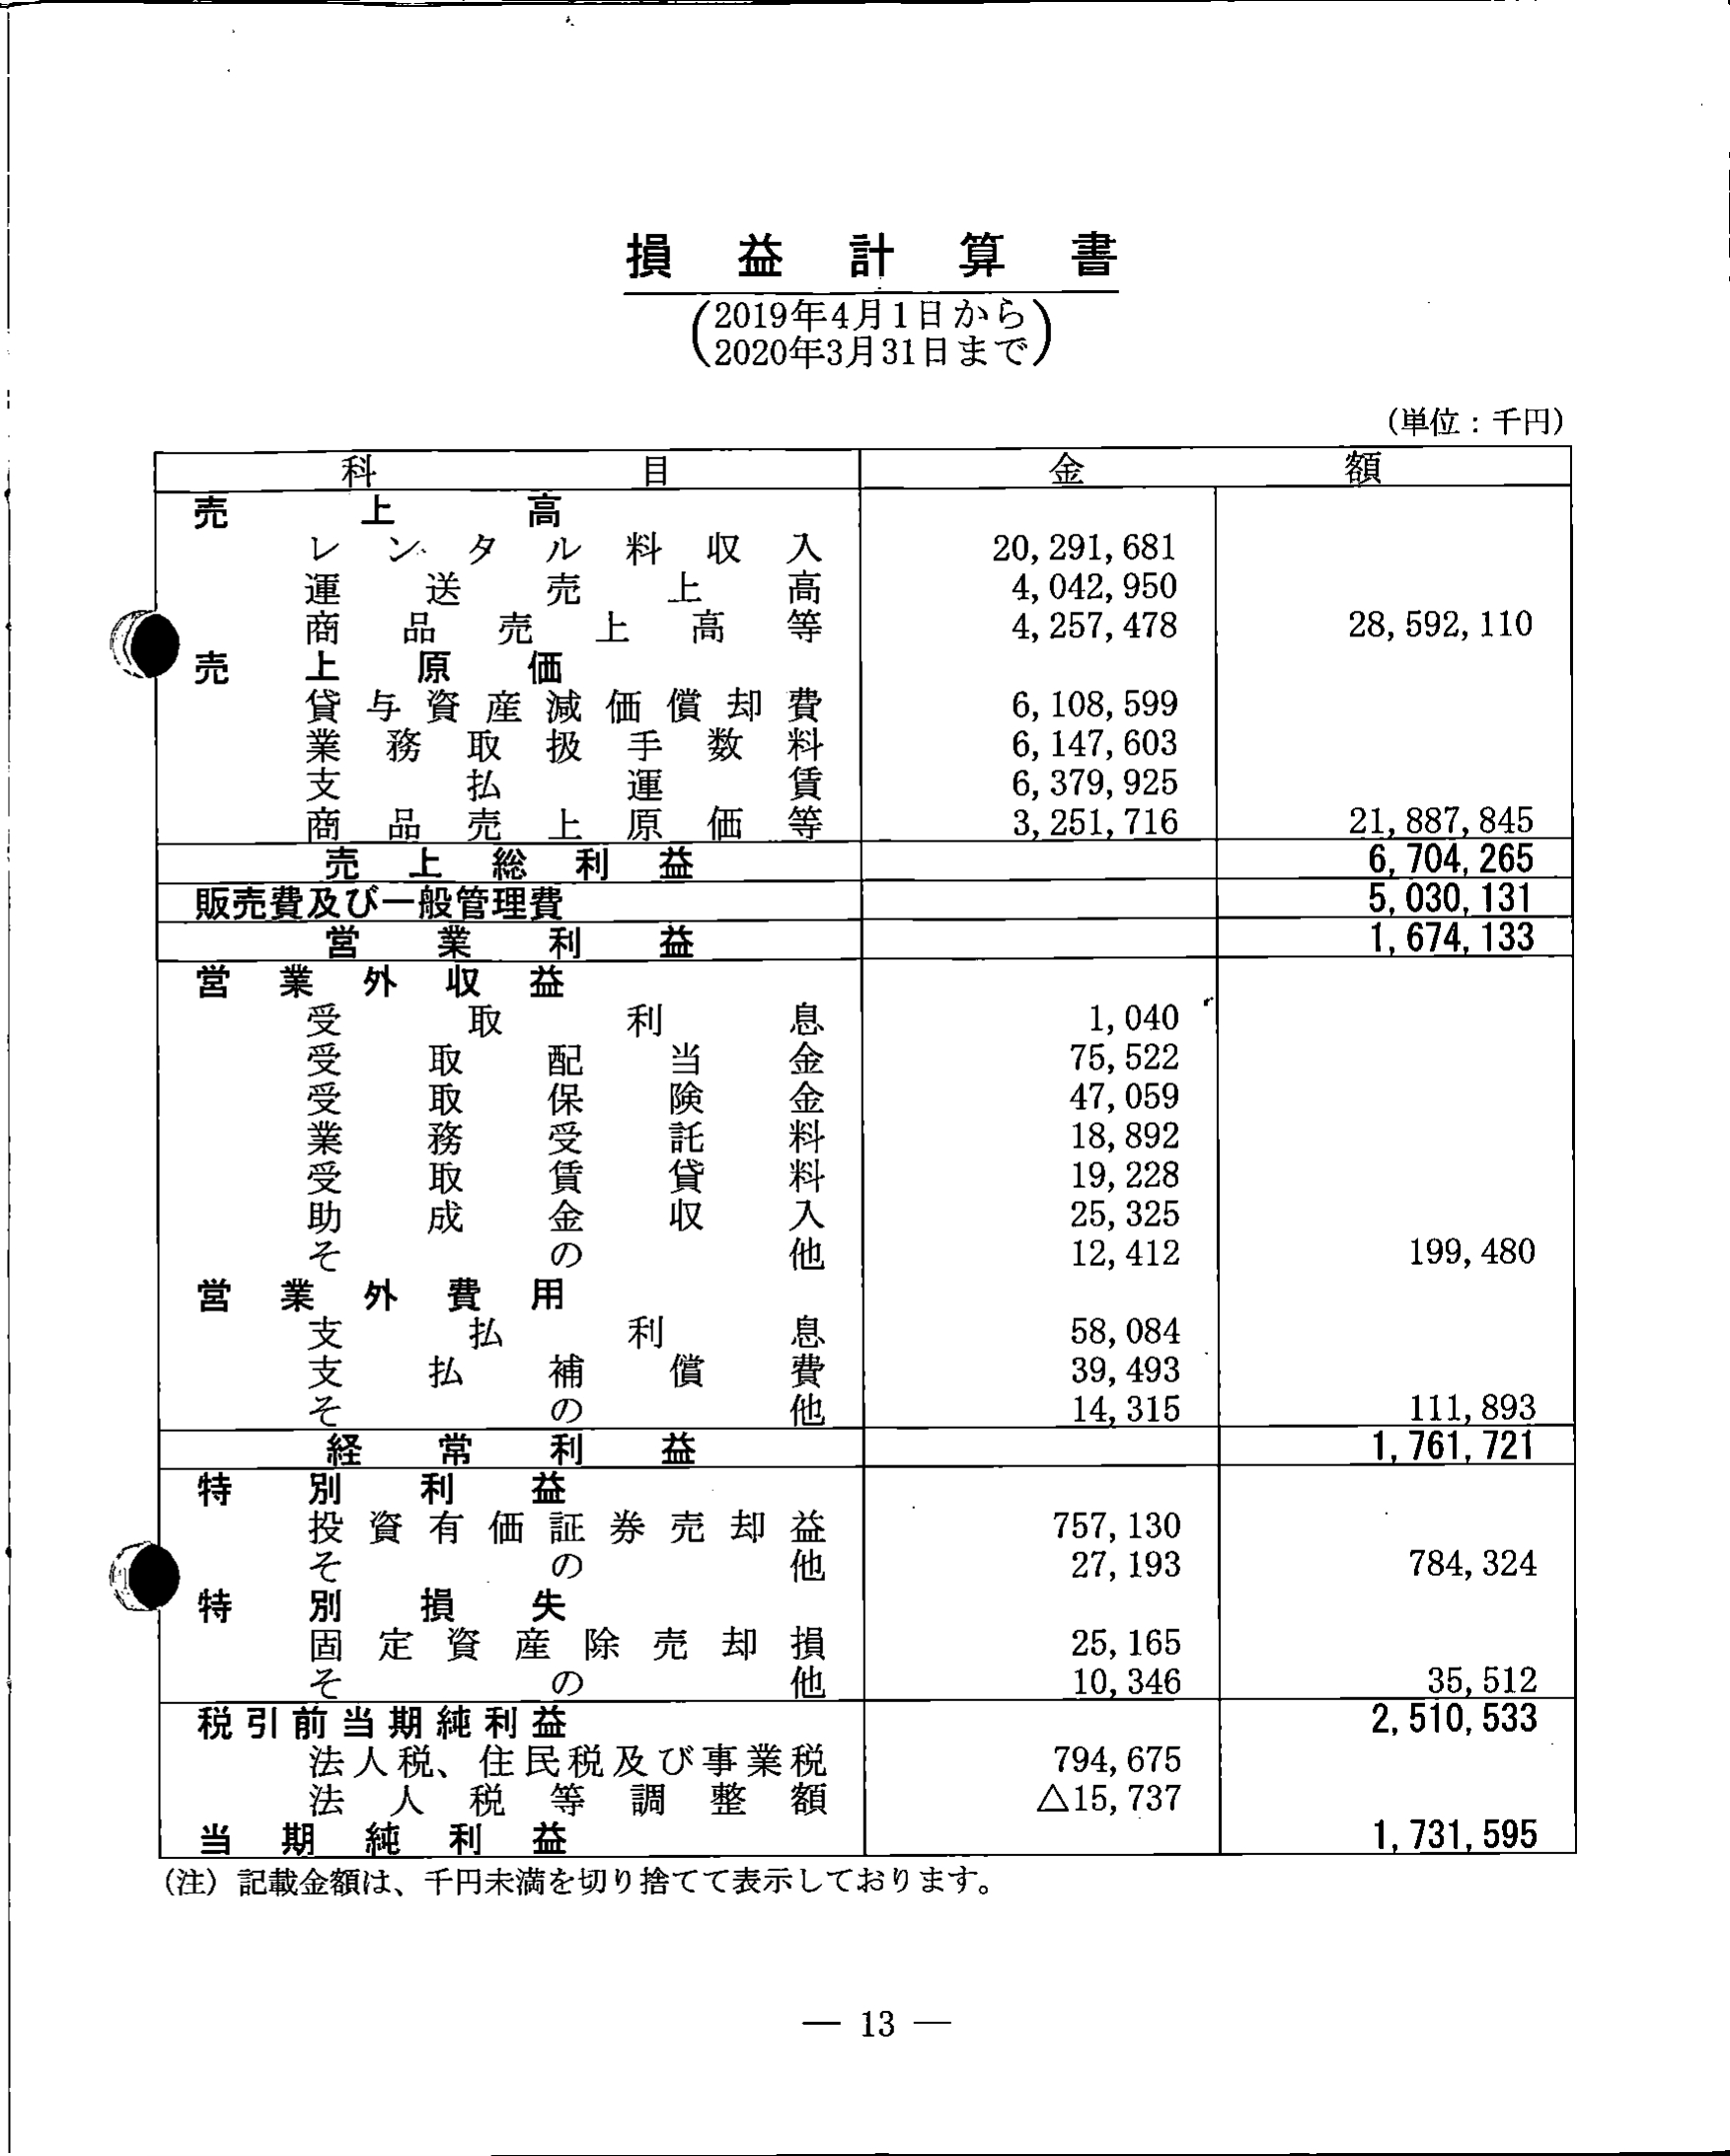 損益計算書
(2019年4月1日から
2020年3月31日まで)
(単位：千円)
科目 金額
売上高
レンタル料収入 20,291,681
運送売上高 4,042,950
商品売上高等 4,257,478 28,592,110
売上原価
貸与資産減価償却費 6,108,599
業務取扱手数料 6,147,603
支払運賃 6,379,925
商品売上原価等 3,251,716 21,887,845
売上総利益 6,704,265
販売費及び一般管理費 5,030,131
営業利益 1,674,133
営業外収益
受取利息 1,040
受取配当金 75,522
受取保険金 47,059
業務受託料 18,892
受取賃貸料 19,228
助成金収入 25,325
その他 12,412 199,480
営業外費用
支払利息 58,084
支払補償費 39,493
その他 14,315 111,893
経常利益 1,761,721
特別利益
投資有価証券売却益 757,130
その他 27,193 784,324
特別損失
固定資産除売却損 25,165
その他 10,346 35,512
税引前当期純利益 2,510,533
法人税、住民税及び事業税 794,675
法人税等調整額 △15,737
当期純利益 1,731,595
(注) 記載金額は、千円未満を切り捨てて表示しております。
— 13 —